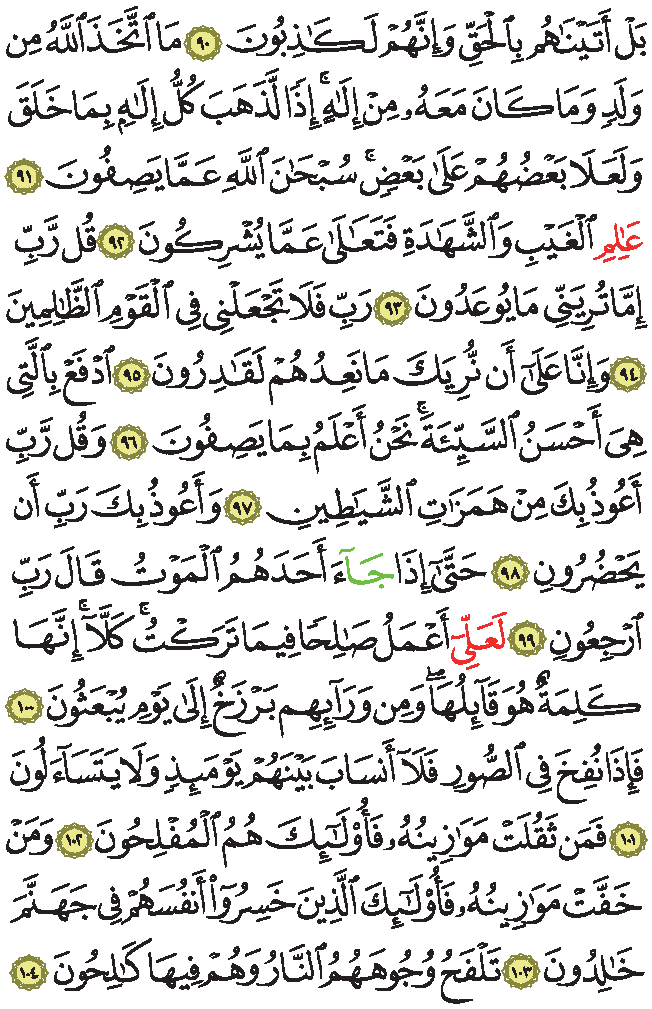 بَلْ أَتَيْنَٰهُم بِٱلْحَقِّ وَإِنَّهُمْ لَكَٰذِبُونَ ٩٠ مَا ٱتَّخَذَ ٱللَّهُ مِن
وَلَدٍ وَمَا كَانَ مَعَهُۥ مِنْ إِلَٰهٍ ۚ إِذًا لَّذَهَبَ كُلُّ إِلَٰهٍۭ بِمَا خَلَقَ
وَلَعَلَا بَعْضُهُمْ عَلَىٰ بَعْضٍ ۚ سُبْحَٰنَ ٱللَّهِ عَمَّا يَصِفُونَ ٩١
عَٰلِمِ ٱلْغَيْبِ وَٱلشَّهَٰدَةِ فَتَعَٰلَىٰ عَمَّا يُشْرِكُونَ ٩٢ قُل رَّبِّ
إِمَّا تُرِيَنِّي مَا يُوعَدُونَ ٩٣ رَبِّ فَلَا تَجْعَلْنِي فِي ٱلْقَوْمِ ٱلظَّٰلِمِينَ
٩٤ وَإِنَّا عَلَىٰٓ أَن نُّرِيَكَ مَا نَعِدُهُمْ لَقَٰدِرُونَ ٩٥ ٱدْفَعْ بِٱلَّتِي
هِيَ أَحْسَنُ ٱلسَّيِّئَةَ ۚ نَحْنُ أَعْلَمُ بِمَا يَصِفُونَ ٩٦ وَقُل رَّبِّ
أَعُوذُ بِكَ مِنْ هَمَزَٰتِ ٱلشَّيَٰطِينِ ٩٧ وَأَعُوذُ بِكَ رَبِّ أَن
يَحْضُرُونِ ٩٨ حَتَّىٰٓ إِذَا جَآءَ أَحَدَهُمُ ٱلْمَوْتُ قَالَ رَبِّ
ٱرْجِعُونِ ٩٩ لَعَلِّيٓ أَعْمَلُ صَٰلِحًا فِيمَا تَرَكْتُ ۚ كَلَّآ ۚ إِنَّهَا
كَلِمَةٌ هُوَ قَآئِلُهَا ۖ وَمِن وَرَآئِهِم بَرْزَخٌ إِلَىٰ يَوْمِ يُبْعَثُونَ ١٠٠
فَإِذَا نُفِخَ فِي ٱلصُّورِ فَلَآ أَنسَابَ بَيْنَهُمْ يَوْمَئِذٍ وَلَا يَتَسَآءَلُونَ
١٠١ فَمَن ثَقُلَتْ مَوَٰزِينُهُۥ فَأُو۟لَٰٓئِكَ هُمُ ٱلْمُفْلِحُونَ ١٠٢ وَمَنْ
خَفَّتْ مَوَٰزِينُهُۥ فَأُو۟لَٰٓئِكَ ٱلَّذِينَ خَسِرُوٓا۟ أَنفُسَهُمْ فِي جَهَنَّمَ
خَٰلِدُونَ ١٠٣ تَلْفَحُ وُجُوهَهُمُ ٱلنَّارُ وَهُمْ فِيهَا كَٰلِحُونَ ١٠٤